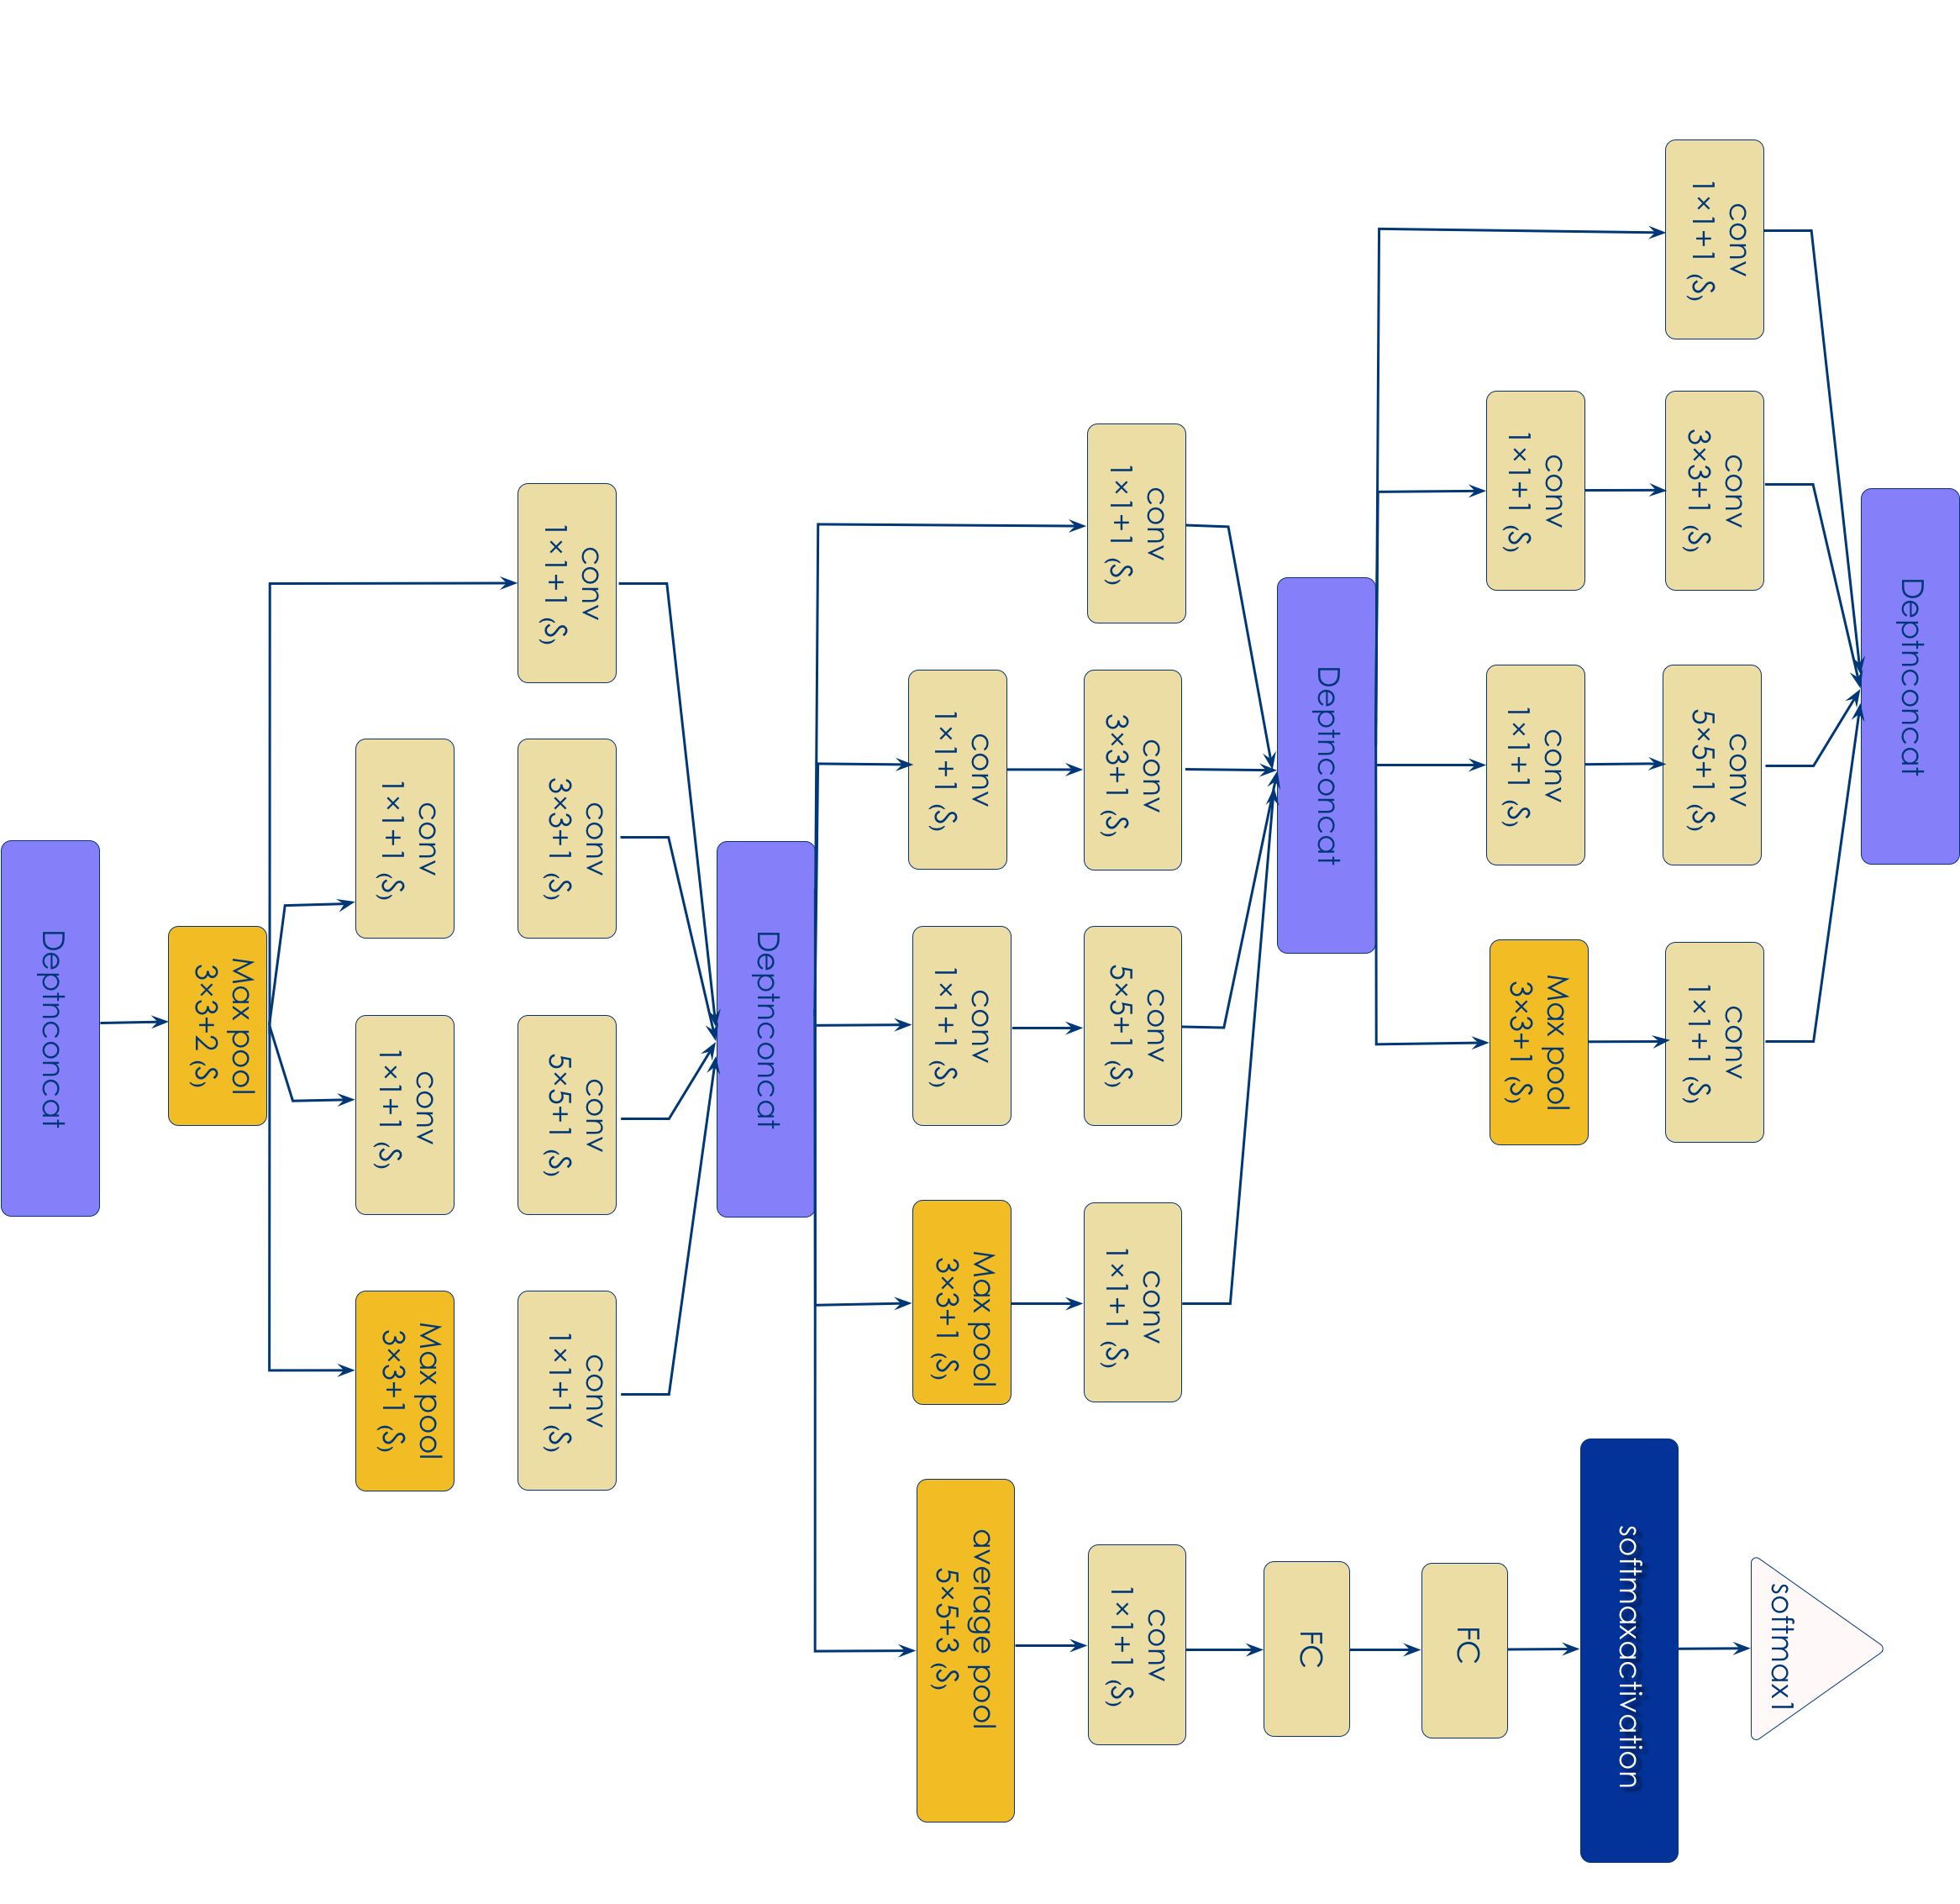 Deptnconcat
Max pool
3×3+2 (S)
conv
1×1+1 (S)
conv
1×1+1 (S)
conv
3×3+1 (S)
conv
1×1+1 (S)
conv
5×5+1 (S)
Max pool
3×3+1 (S)
conv
1×1+1 (S)
Deptnconcat
conv
1×1+1 (S)
conv
1×1+1 (S)
conv
3×3+1 (S)
conv
1×1+1 (S)
conv
5×5+1 (S)
Max pool
3×3+1 (S)
conv
1×1+1 (S)
average pool
5×5+3 (S)
conv
1×1+1 (S)
FC
FC
softmaxactivation
softmax1
Deptnconcat
conv
1×1+1 (S)
conv
1×1+1 (S)
conv
3×3+1 (S)
conv
1×1+1 (S)
conv
5×5+1 (S)
Max pool
3×3+1 (S)
conv
1×1+1 (S)
Deptnconcat